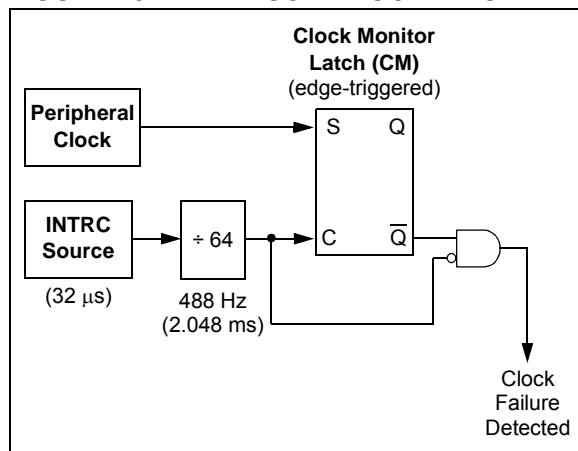 Clock Monitor
Latch (CM)
(edge-triggered)
Peripheral
Clock
S Q
INTRC
Source
÷ 64
C Q
(32 μs)
488 Hz
(2.048 ms)
Clock
Failure
Detected